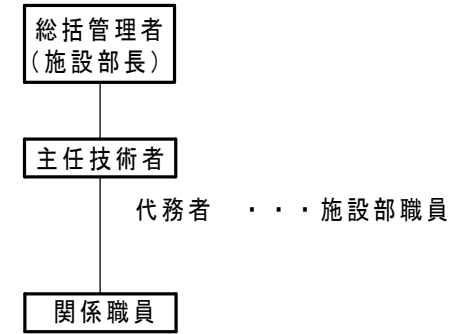 総括管理者
(施設部長)
主任技術者
代務者 ・・・施設部職員
関係職員